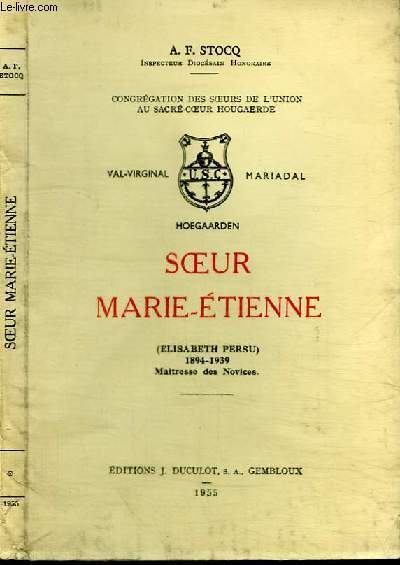 Le-livre.com
A. F.
STOCQ
SŒUR MARIE-ÉTIENNE
1955
A. F. STOCQ
INSPECTEUR DIOCÉSAIN HONORAIRE
CONGRÉGATION DES SŒURS DE L'UNION
AU SACRÉ-CŒUR HOUGAERDE
VAL-VIRGINAL
U.S.C.
MARIADAL
HOEGAARDEN
SŒUR
MARIE-ÉTIENNE
(ELISABETH PERSU)
1894-1939
Maîtresse des Novices.
ÉDITIONS J. DUCULOT, S. A., GEMBLOUX
1955